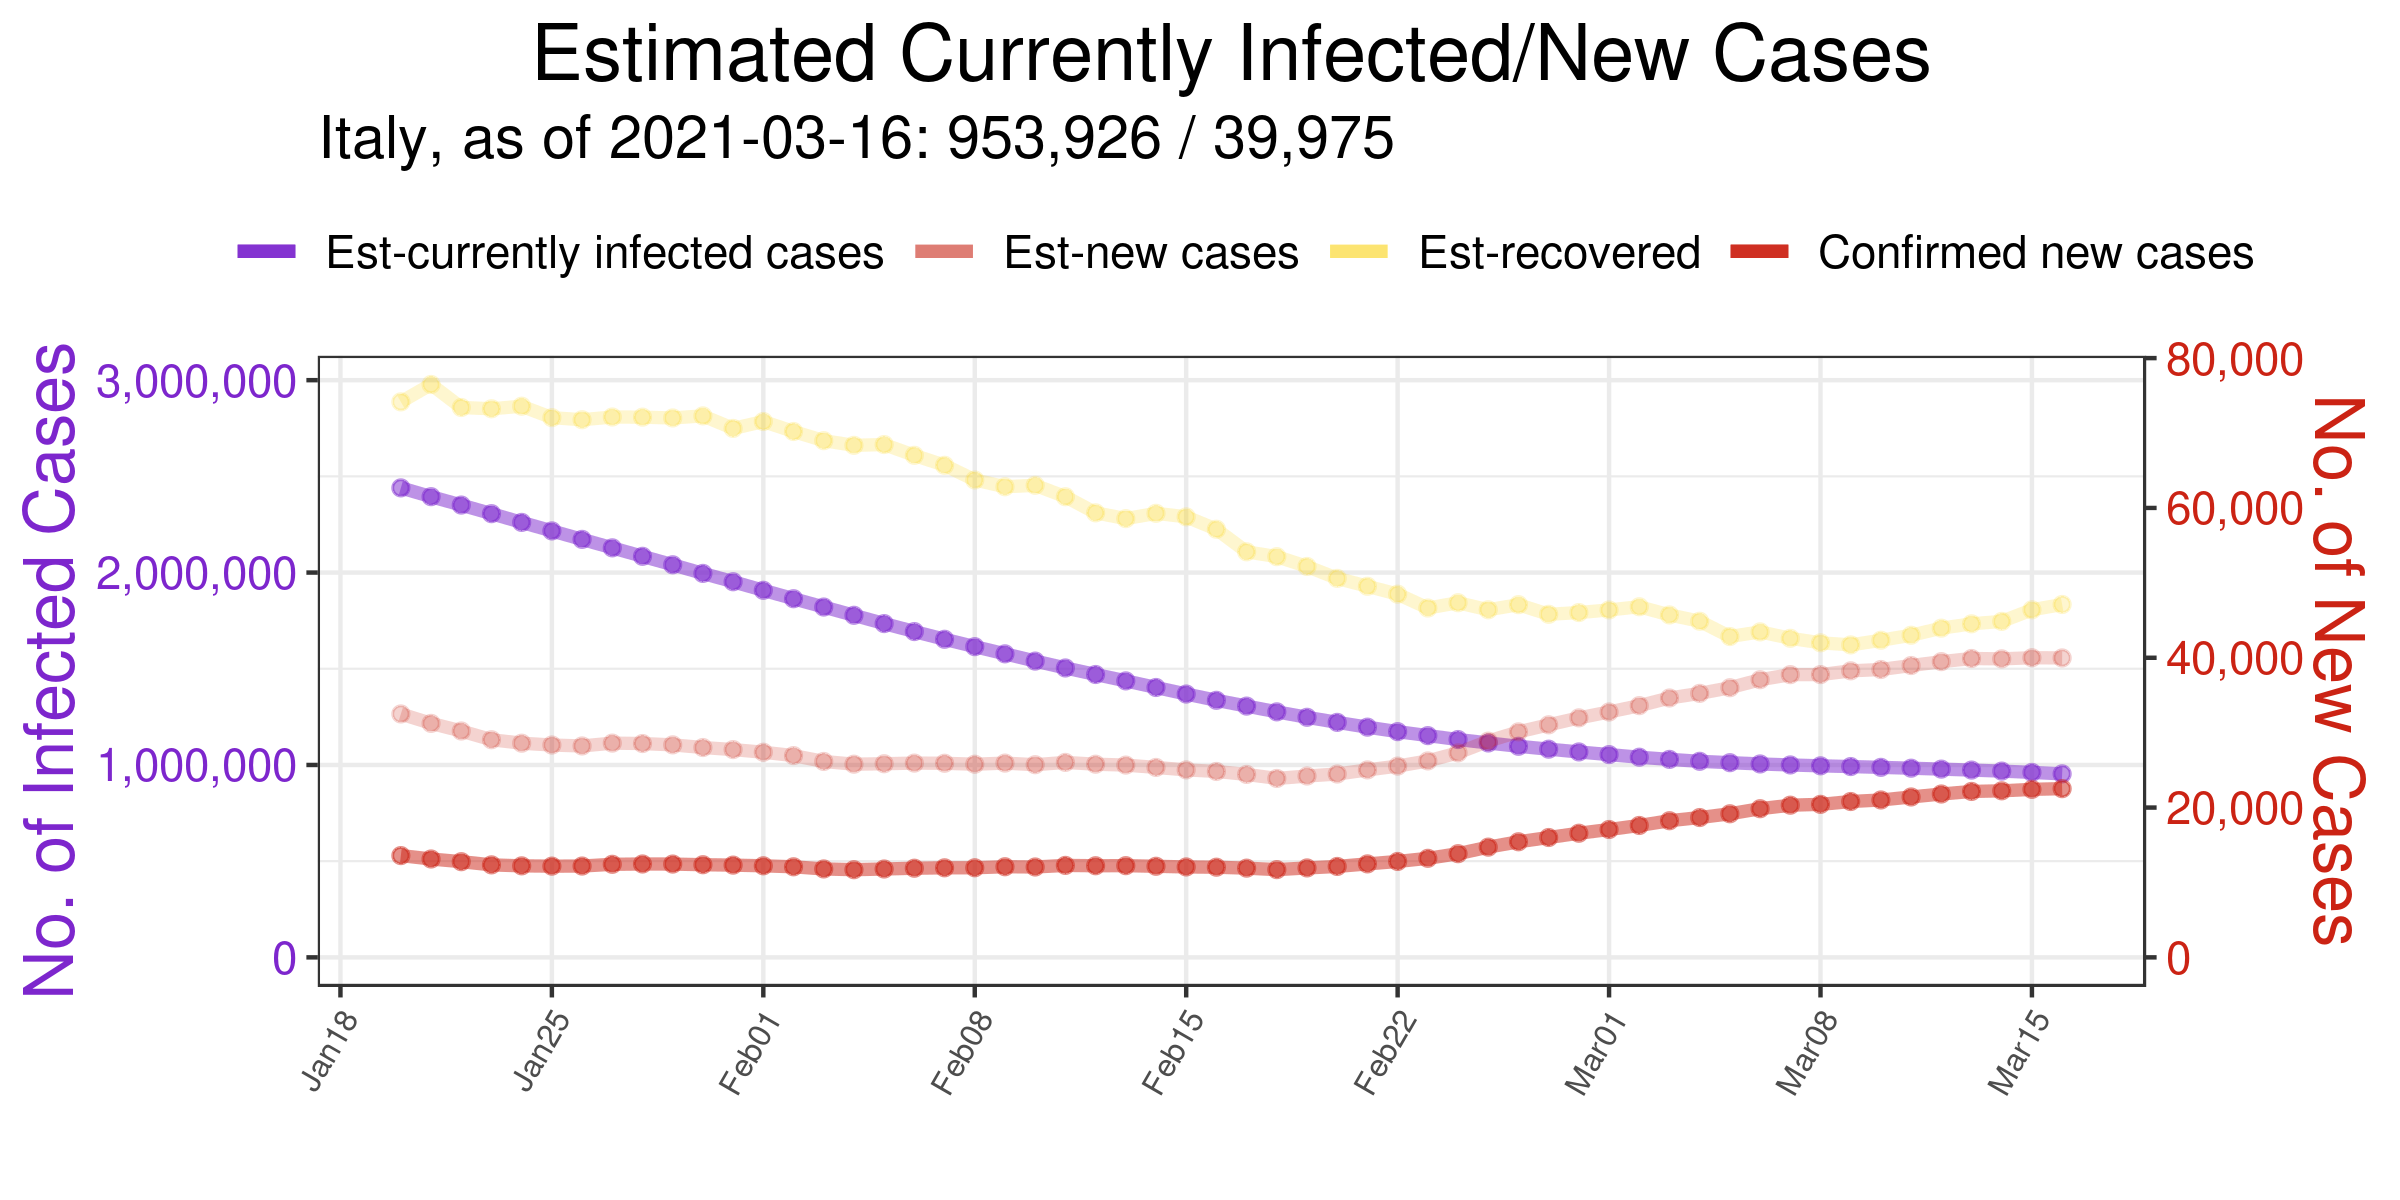 Estimated Currently Infected/New Cases
Italy, as of 2021-03-16: 953,926 / 39,975
Est-currently infected cases Est-new cases Est-recovered Confirmed new cases
No. of Infected Cases
3,000,000
2,000,000
1,000,000
0
80,000
60,000
40,000
20,000
0
No. of New Cases
Jan18 Jan25 Feb01 Feb08 Feb15 Feb22 Mar01 Mar08 Mar15